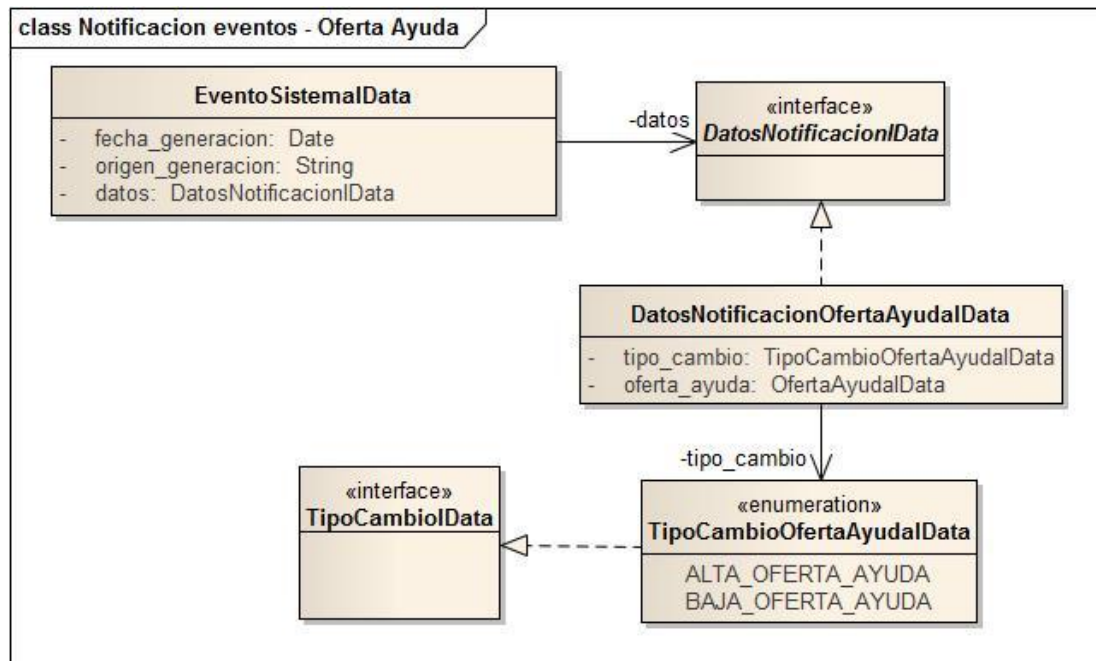 class Notificacion eventos - Oferta Ayuda
EventoSistemaIData
- fecha_generacion: Date
- origen_generacion: String
- datos: DatosNotificacionIData
-datos
«interface»
DatosNotificacionIData
DatosNotificacionOfertaAyudaIData
- tipo_cambio: TipoCambioOfertaAyudaIData
- oferta_ayuda: OfertaAyudaIData
-tipo_cambio
«interface»
TipoCambioIData
«enumeration»
TipoCambioOfertaAyudaIData
ALTA_OFERTA_AYUDA
BAJA_OFERTA_AYUDA